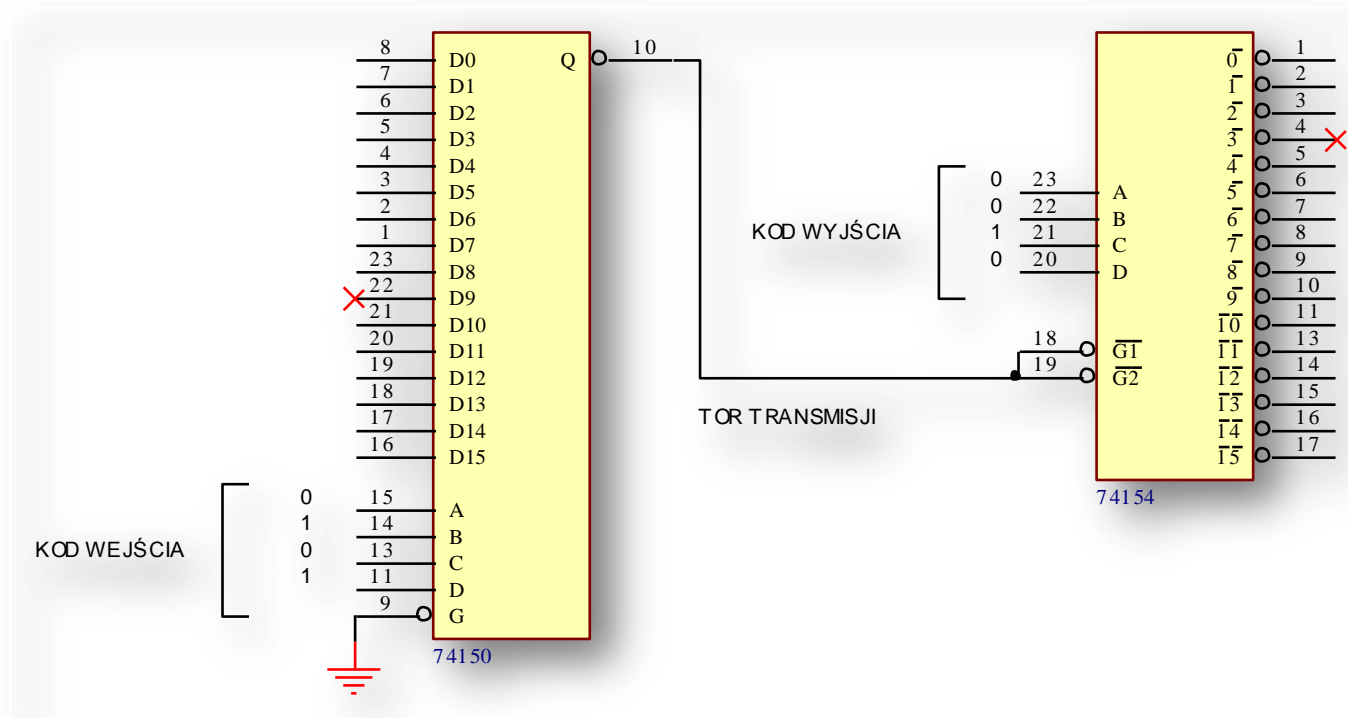 8 D0 Q 10
7 D1
6 D2
5 D3
4 D4
3 D5
2 D6
1 D7
23 D8
22 D9
21 D10
20 D11
19 D12
18 D13
17 D14
16 D15
KOD WEJŚCIA
0 15 A
1 14 B
0 13 C
1 11 D
9 G
74150
TOR TRANSMISJI
KOD WYJŚCIA
0 23 A
0 22 B
1 21 C
0 20 D
18 G1
19 G2
0 1
1 2
2 3
3 4
4 5
5 6
6 7
7 8
8 9
9 10
10 11
11 13
12 14
13 15
14 16
15 17
74154